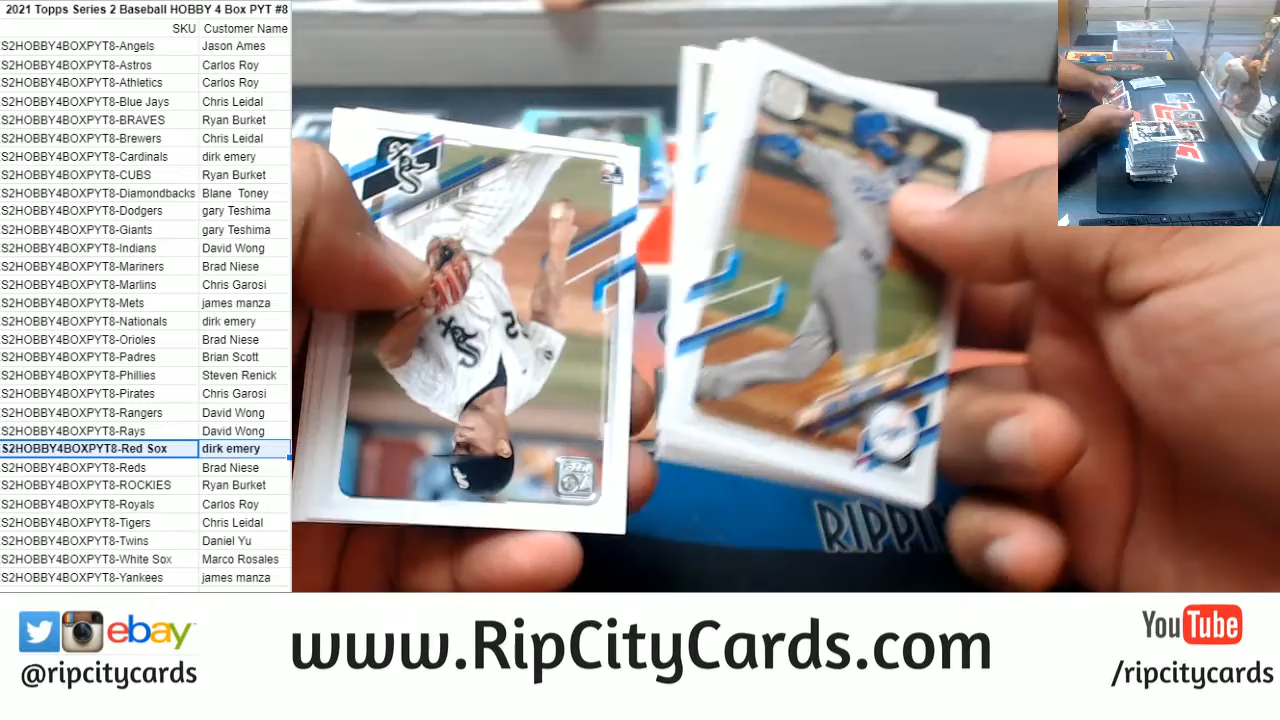 2021 Topps Series 2 Baseball HOBBY 4 Box PYT #8
SKU Customer Name
S2HOBBY4BOXPYT8-Angels Jason Ames
S2HOBBY4BOXPYT8-Astros Carlos Roy
S2HOBBY4BOXPYT8-Athletics Carlos Roy
S2HOBBY4BOXPYT8-Blue Jays Chris Leidal
S2HOBBY4BOXPYT8-BRAVES Ryan Burket
S2HOBBY4BOXPYT8-Brewers Chris Leidal
S2HOBBY4BOXPYT8-Cardinals dirk emery
S2HOBBY4BOXPYT8-CUBS Ryan Burket
S2HOBBY4BOXPYT8-Diamondbacks Blane Toney
S2HOBBY4BOXPYT8-Dodgers gary Teshima
S2HOBBY4BOXPYT8-Giants gary Teshima
S2HOBBY4BOXPYT8-Indians David Wong
S2HOBBY4BOXPYT8-Mariners Brad Niese
S2HOBBY4BOXPYT8-Marlins Chris Garosi
S2HOBBY4BOXPYT8-Mets james manza
S2HOBBY4BOXPYT8-Nationals dirk emery
S2HOBBY4BOXPYT8-Orioles Brad Niese
S2HOBBY4BOXPYT8-Padres Brian Scott
S2HOBBY4BOXPYT8-Phillies Steven Renick
S2HOBBY4BOXPYT8-Pirates Chris Garosi
S2HOBBY4BOXPYT8-Rangers David Wong
S2HOBBY4BOXPYT8-Rays David Wong
S2HOBBY4BOXPYT8-Red Sox dirk emery
S2HOBBY4BOXPYT8-Reds Brad Niese
S2HOBBY4BOXPYT8-ROCKIES Ryan Burket
S2HOBBY4BOXPYT8-Royals Carlos Roy
S2HOBBY4BOXPYT8-Tigers Chris Leidal
S2HOBBY4BOXPYT8-Twins Daniel Yu
S2HOBBY4BOXPYT8-White Sox Marco Rosales
S2HOBBY4BOXPYT8-Yankees james manza
Sox
RIPPIN
ebay
@ripcitycards
www.RipCityCards.com
YouTube
/ripcitycards